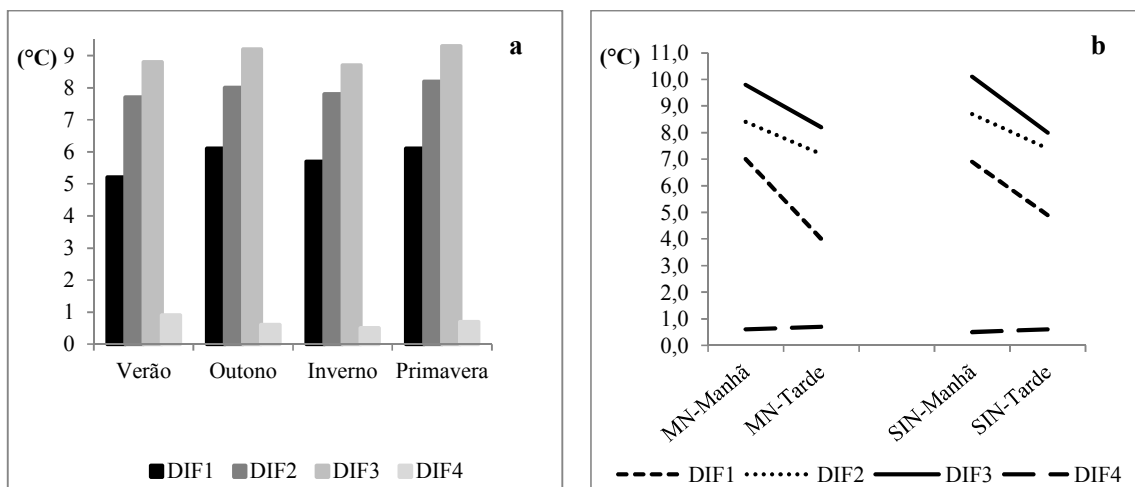 (°C)
a
9
8
7
6
5
4
3
2
1
0
Verão Outono Inverno Primavera
DIF1 DIF2 DIF3 DIF4
(°C)
b
11,0
10,0
9,0
8,0
7,0
6,0
5,0
4,0
3,0
2,0
1,0
0,0
MN-Manhã
MN-Tarde
SIN-Manhã
SIN-Tarde
DIF1 DIF2 DIF3 DIF4